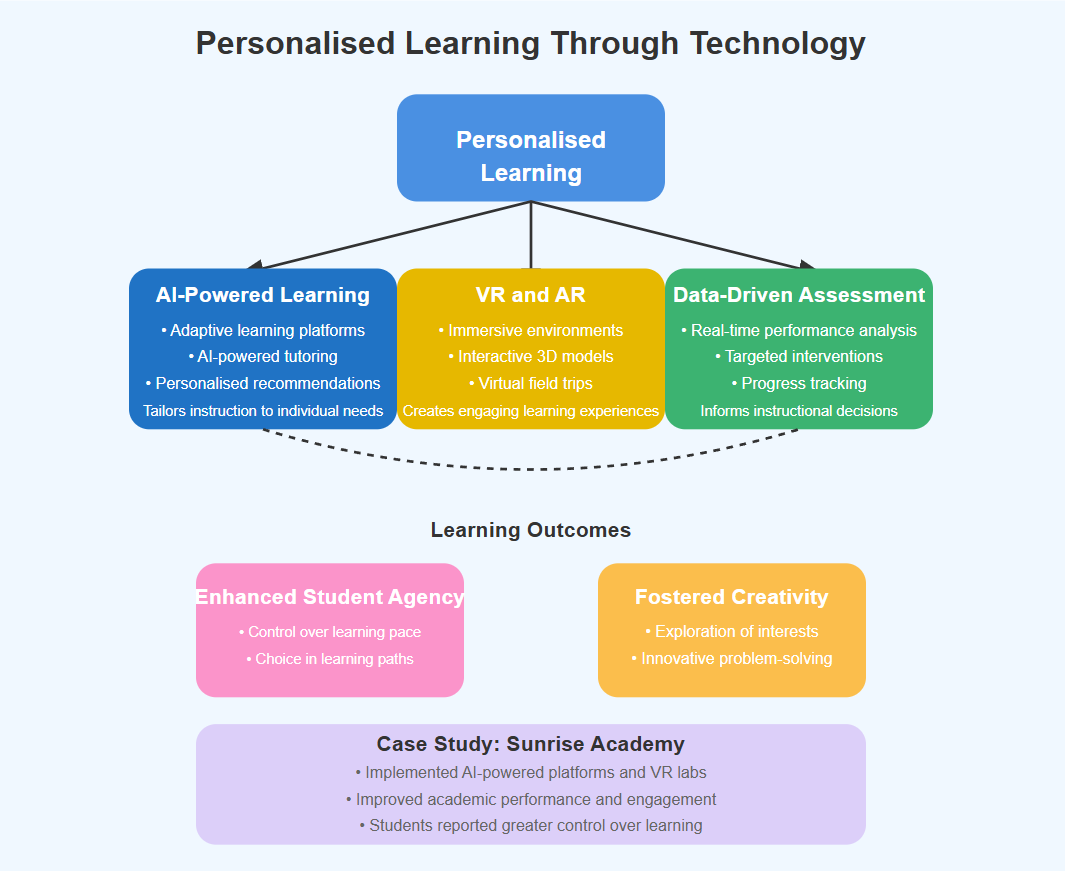 Personalised Learning Through Technology
Personalised
Learning
AI-Powered Learning
• Adaptive learning platforms
• AI-powered tutoring
• Personalised recommendations
Tailors instruction to individual needs
VR and AR
• Immersive environments
• Interactive 3D models
• Virtual field trips
Creates engaging learning experiences
Data-Driven Assessment
• Real-time performance analysis
• Targeted interventions
• Progress tracking
Informs instructional decisions
Learning Outcomes
Enhanced Student Agency
• Control over learning pace
• Choice in learning paths
Fostered Creativity
• Exploration of interests
• Innovative problem-solving
Case Study: Sunrise Academy
• Implemented AI-powered platforms and VR labs
• Improved academic performance and engagement
• Students reported greater control over learning